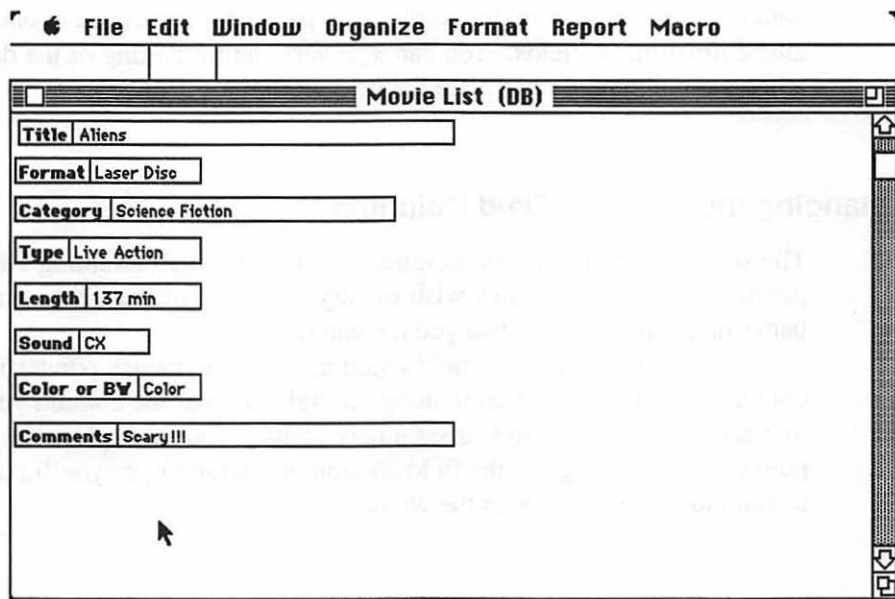 File Edit Window Organize Format Report Macro
Movie List (DB)
Title Aliens
Format Laser Disc
Category Science Fiction
Type Live Action
Length 137 min
Sound CX
Color or BW Color
Comments Scary!!!